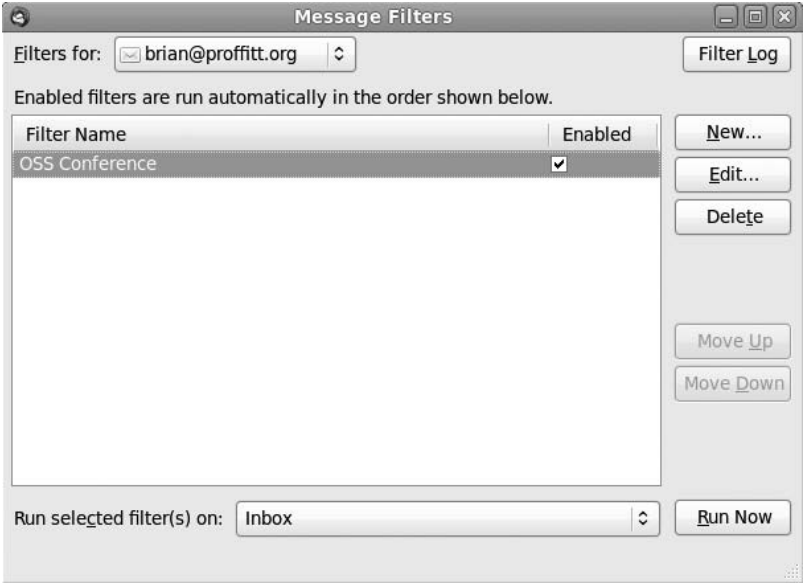 Message Filters
Filters for: brian@proffitt.org Filter Log
Enabled filters are run automatically in the order shown below.
Filter Name Enabled New...
OSS Conference Edit...
Delete
Move Up
Move Down
Run selected filter(s) on: Inbox Run Now